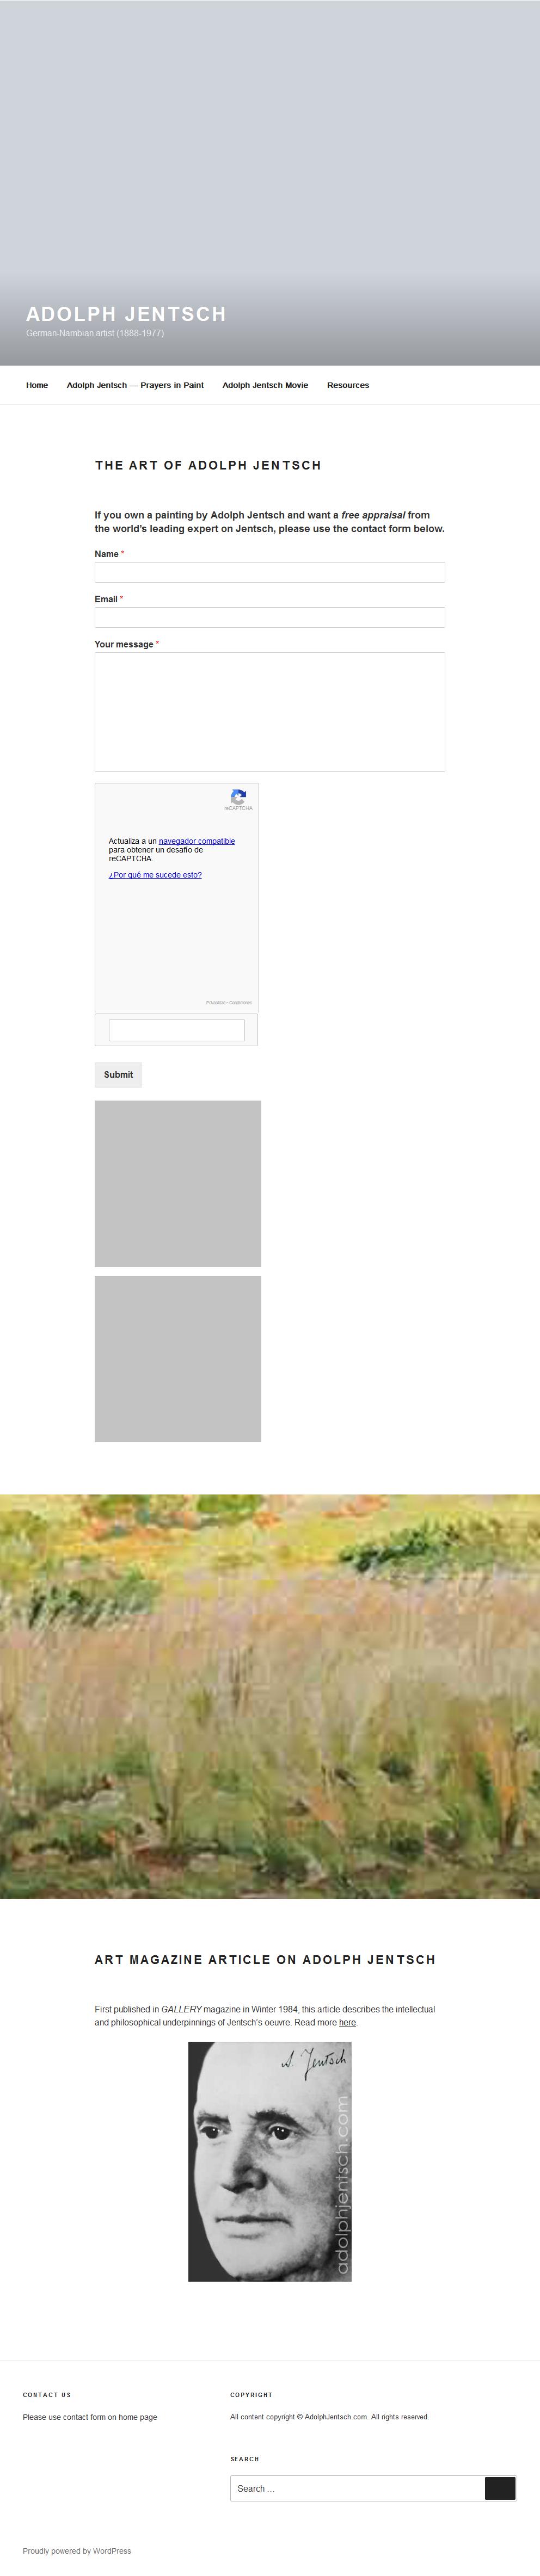 ADOLPH JENTSCH
German-Nambian artist (1888-1977)
Home Adolph Jentsch — Prayers in Paint Adolph Jentsch Movie Resources
THE ART OF ADOLPH JENTSCH
If you own a painting by Adolph Jentsch and want a free appraisal from
the world’s leading expert on Jentsch, please use the contact form below.
Name *
Email *
Your message *
reCAPTCHA
Actualiza a un navegador compatible
para obtener un desafío de
reCAPTCHA.
¿Por qué me sucede esto?
Privacidad • Condiciones
Submit
ART MAGAZINE ARTICLE ON ADOLPH JENTSCH
First published in GALLERY magazine in Winter 1984, this article describes the intellectual
and philosophical underpinnings of Jentsch’s oeuvre. Read more here.
A. Jentsch
adolphjentsch.com
CONTACT US
Please use contact form on home page
COPYRIGHT
All content copyright © AdolphJentsch.com. All rights reserved.
SEARCH
Search …
Proudly powered by WordPress